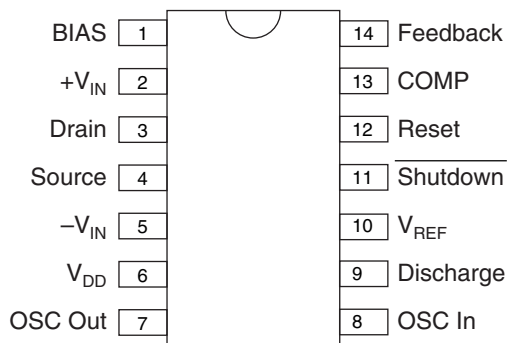 BIAS 1 14 Feedback
+VIN 2 13 COMP
Drain 3 12 Reset
Source 4 11 Shutdown
–VIN 5 10 VREF
VDD 6 9 Discharge
OSC Out 7 8 OSC In